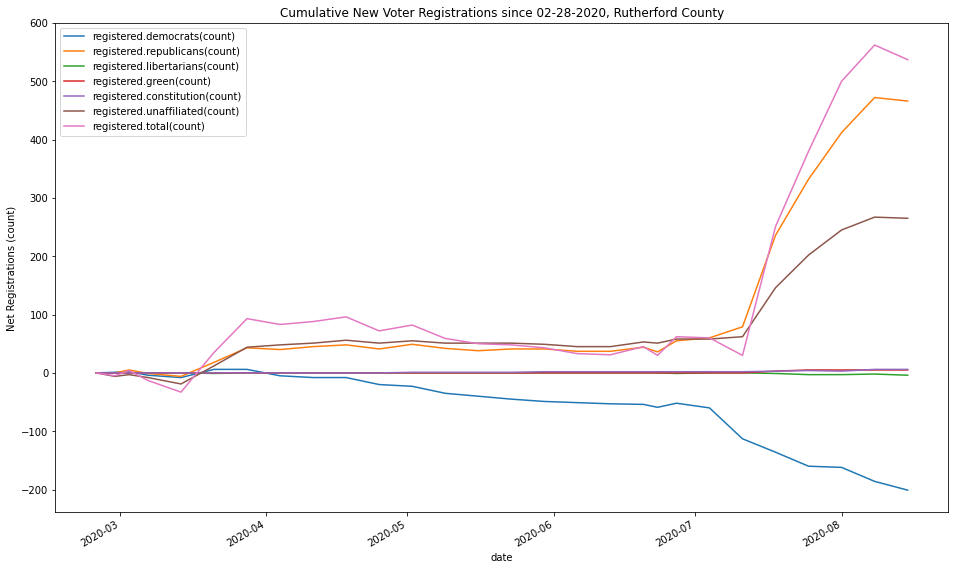 Cumulative New Voter Registrations since 02-28-2020, Rutherford County
registered.democrats(count)
registered.republicans(count)
registered.libertarians(count)
registered.green(count)
registered.constitution(count)
registered.unaffiliated(count)
registered.total(count)
Net Registrations (count)
600
500
400
300
200
100
0
−100
−200
2020-03
2020-04
2020-05
2020-06
2020-07
2020-08
date